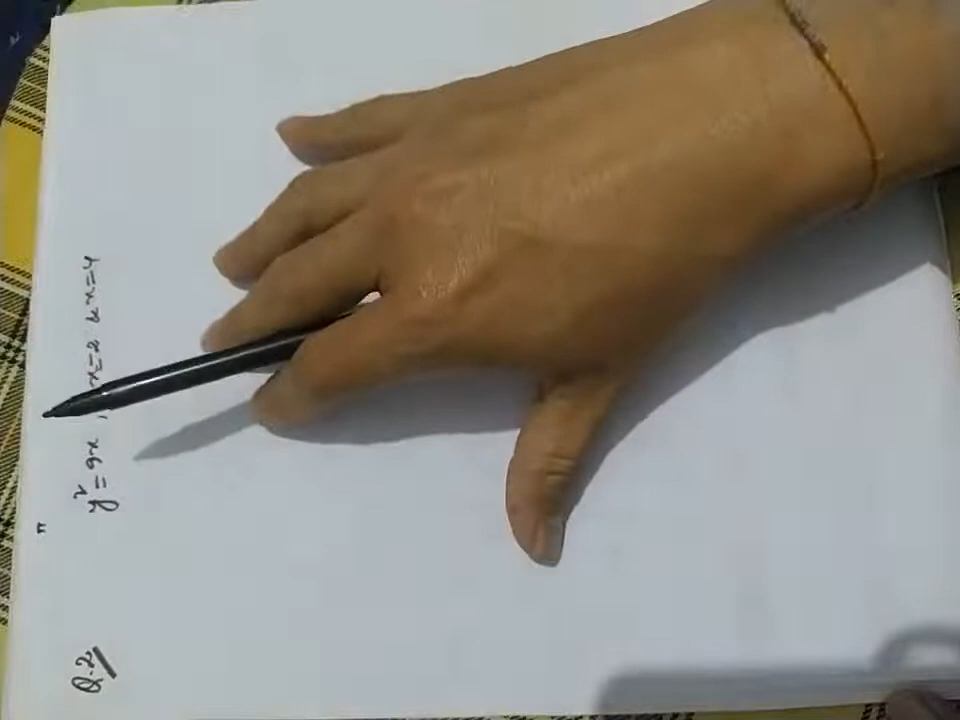 Q.2/
y² = 9x, x=2 & x=4